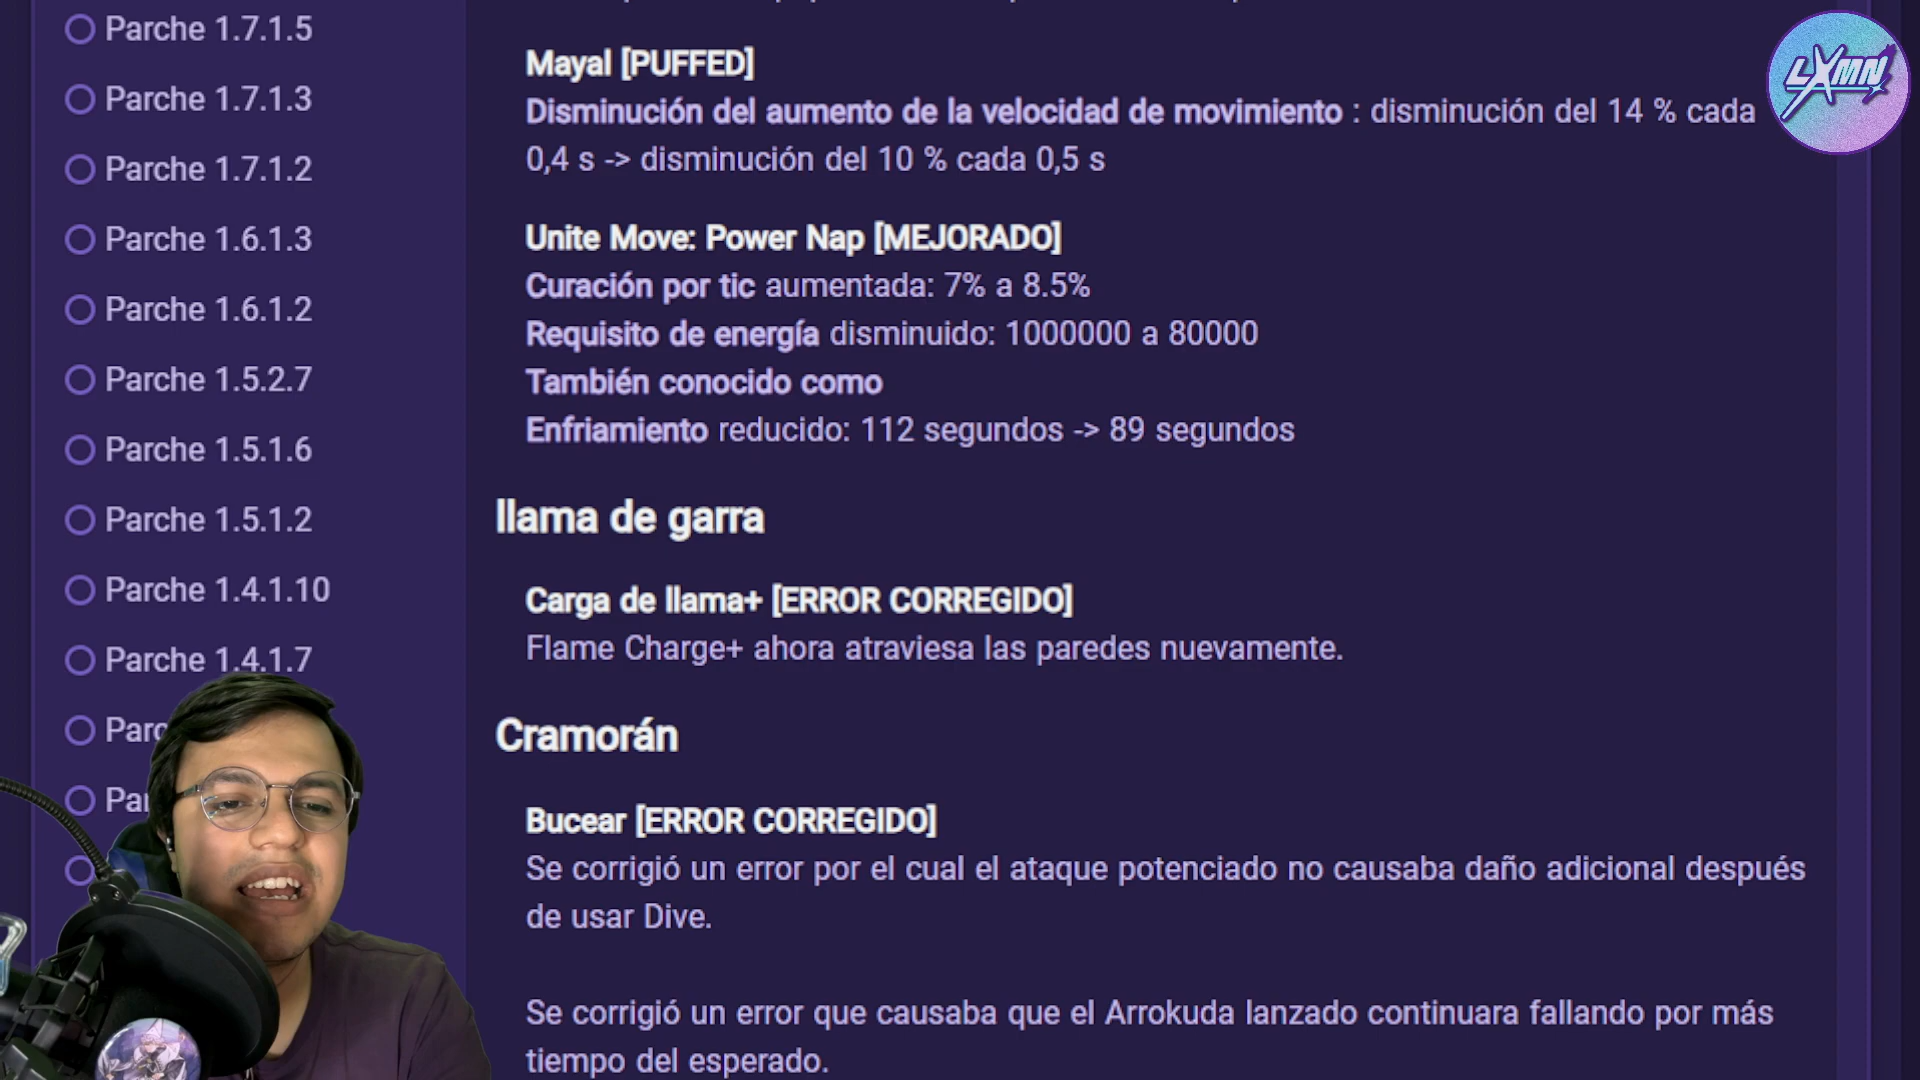 Parche 1.7.1.5
Parche 1.7.1.3
Parche 1.7.1.2
Parche 1.6.1.3
Parche 1.6.1.2
Parche 1.5.2.7
Parche 1.5.1.6
Parche 1.5.1.2
Parche 1.4.1.10
Parche 1.4.1.7
Mayal [PUFFED]
Disminución del aumento de la velocidad de movimiento : disminución del 14 % cada
0,4 s -> disminución del 10 % cada 0,5 s
Unite Move: Power Nap [MEJORADO]
Curación por tic aumentada: 7% a 8.5%
Requisito de energía disminuido: 1000000 a 80000
También conocido como
Enfriamiento reducido: 112 segundos -> 89 segundos
llama de garra
Carga de llama+ [ERROR CORREGIDO]
Flame Charge+ ahora atraviesa las paredes nuevamente.
Cramorán
Bucear [ERROR CORREGIDO]
Se corrigió un error por el cual el ataque potenciado no causaba daño adicional después
de usar Dive.
Se corrigió un error que causaba que el Arrokuda lanzado continuara fallando por más
tiempo del esperado.
LXMN